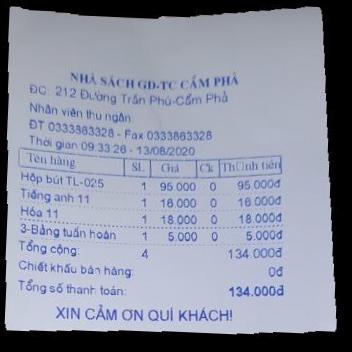 NHÀ SÁCH GD-TC CẨM PHẢ
ĐC: 212 Đường Trần Phú-Cẩm Phả
Nhân viên thu ngân
ĐT 0333863328 - Fax 0333863328
Thời gian 09:33:26 - 13/08/2020
Tên hàng SL Giá Ck Th□nh tiền
Hộp bút TL-025 1 95.000 0 95.000đ
Tiếng anh 11 1 16.000 0 16.000đ
Hóa 11 1 18.000 0 18.000đ
3-Bảng tuần hoàn 1 5.000 0 5.000đ
Tổng cộng: 4 134.000đ
Chiết khấu bán hàng: 0đ
Tổng số thanh toán: 134.000đ
XIN CẢM ƠN QUÍ KHÁCH!